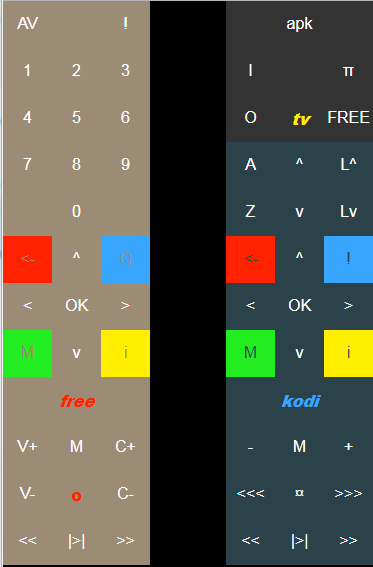 AV !
1 2 3
4 5 6
7 8 9
0
<- ^ O
< OK >
M v i
free
V+ M C+
V- o C-
<< |>| >>
apk
I π
O tv FREE
A ^ L^
Z v Lv
<- ^ !
< OK >
M v i
kodi
- M +
<<< ¤ >>>
<< |>| >>